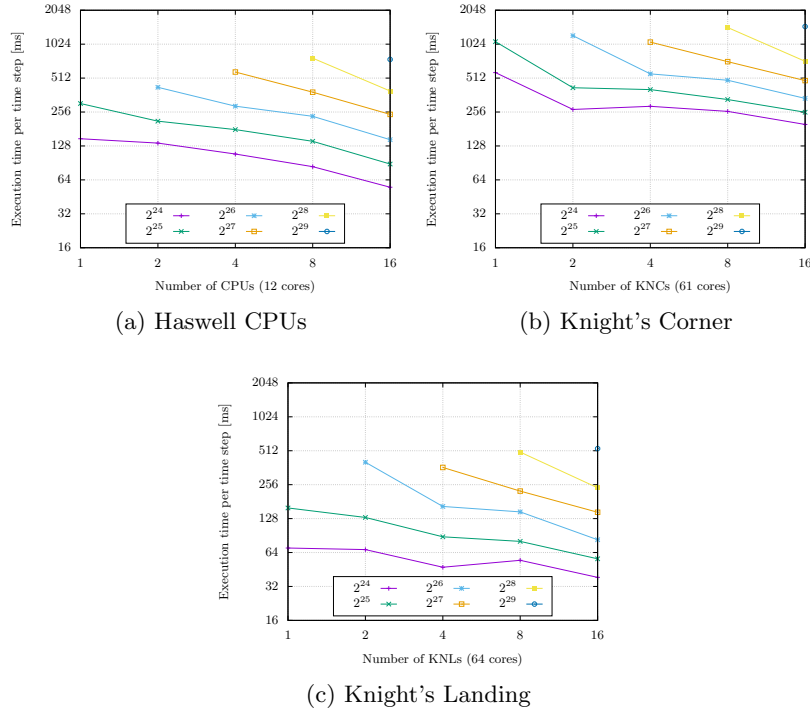 2048
1024
512
256
128
64
32
16
Execution time per time step [ms]
2^24 2^26 2^28
2^25 2^27 2^29
1 2 4 8 16
Number of CPUs (12 cores)
(a) Haswell CPUs
2048
1024
512
256
128
64
32
16
Execution time per time step [ms]
2^24 2^26 2^28
2^25 2^27 2^29
1 2 4 8 16
Number of KNCs (61 cores)
(b) Knight's Corner
2048
1024
512
256
128
64
32
16
Execution time per time step [ms]
2^24 2^26 2^28
2^25 2^27 2^29
1 2 4 8 16
Number of KNLs (64 cores)
(c) Knight's Landing